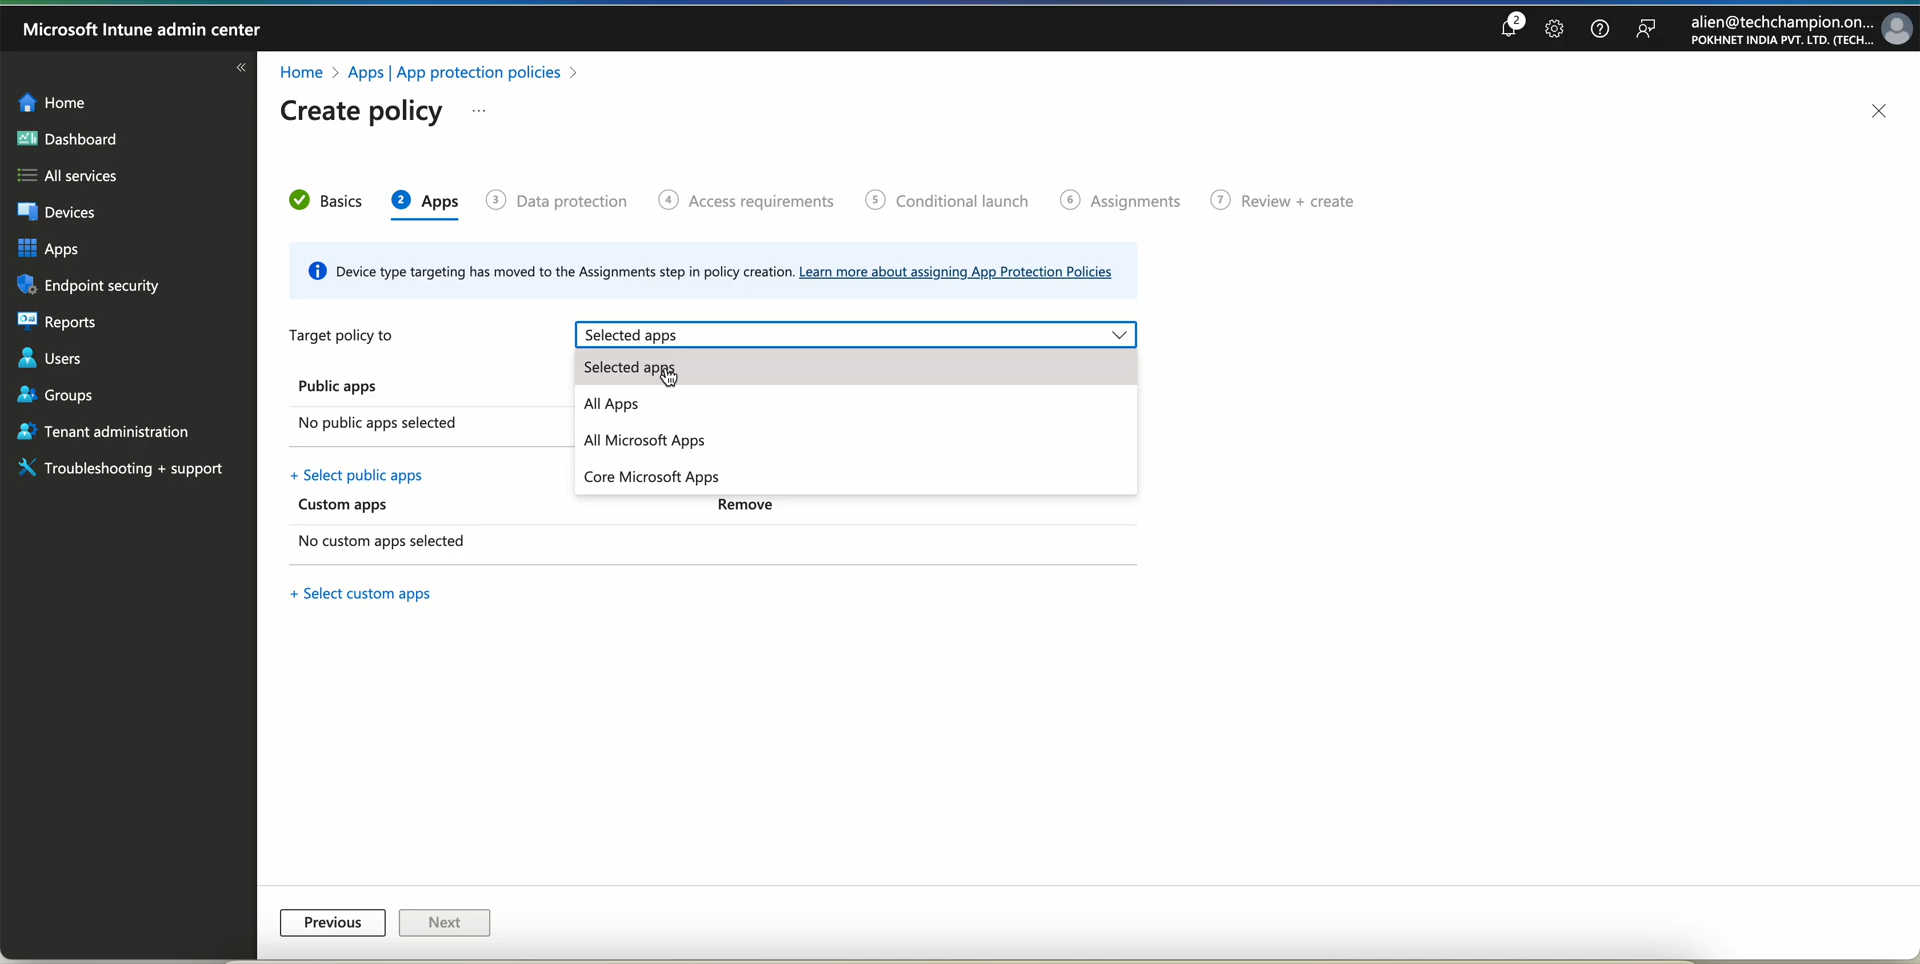 Microsoft Intune admin center
2
alien@techchampion.on...
POKHNET INDIA PVT. LTD. (TECH...
«
Home > Apps | App protection policies >
Create policy ...
Home
Dashboard
All services
Devices
Apps
Endpoint security
Reports
Users
Groups
Tenant administration
Troubleshooting + support
Basics 2 Apps 3 Data protection 4 Access requirements 5 Conditional launch 6 Assignments 7 Review + create
Device type targeting has moved to the Assignments step in policy creation. Learn more about assigning App Protection Policies
Target policy to Selected apps
Selected apps
All Apps
All Microsoft Apps
Core Microsoft Apps
Public apps
No public apps selected
+ Select public apps
Custom apps Remove
No custom apps selected
+ Select custom apps
Previous Next